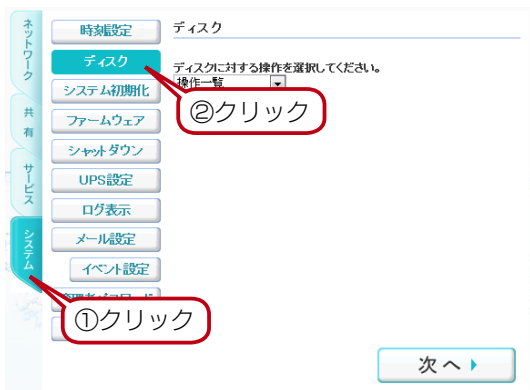 ネットワーク
共有
サービス
システム
時刻設定
ディスク
システム初期化
ファームウェア
シャットダウン
UPS設定
ログ表示
メール設定
イベント設定
ディスク
ディスクに対する操作を選択してください。
操作一覧
②クリック
①クリック
次へ